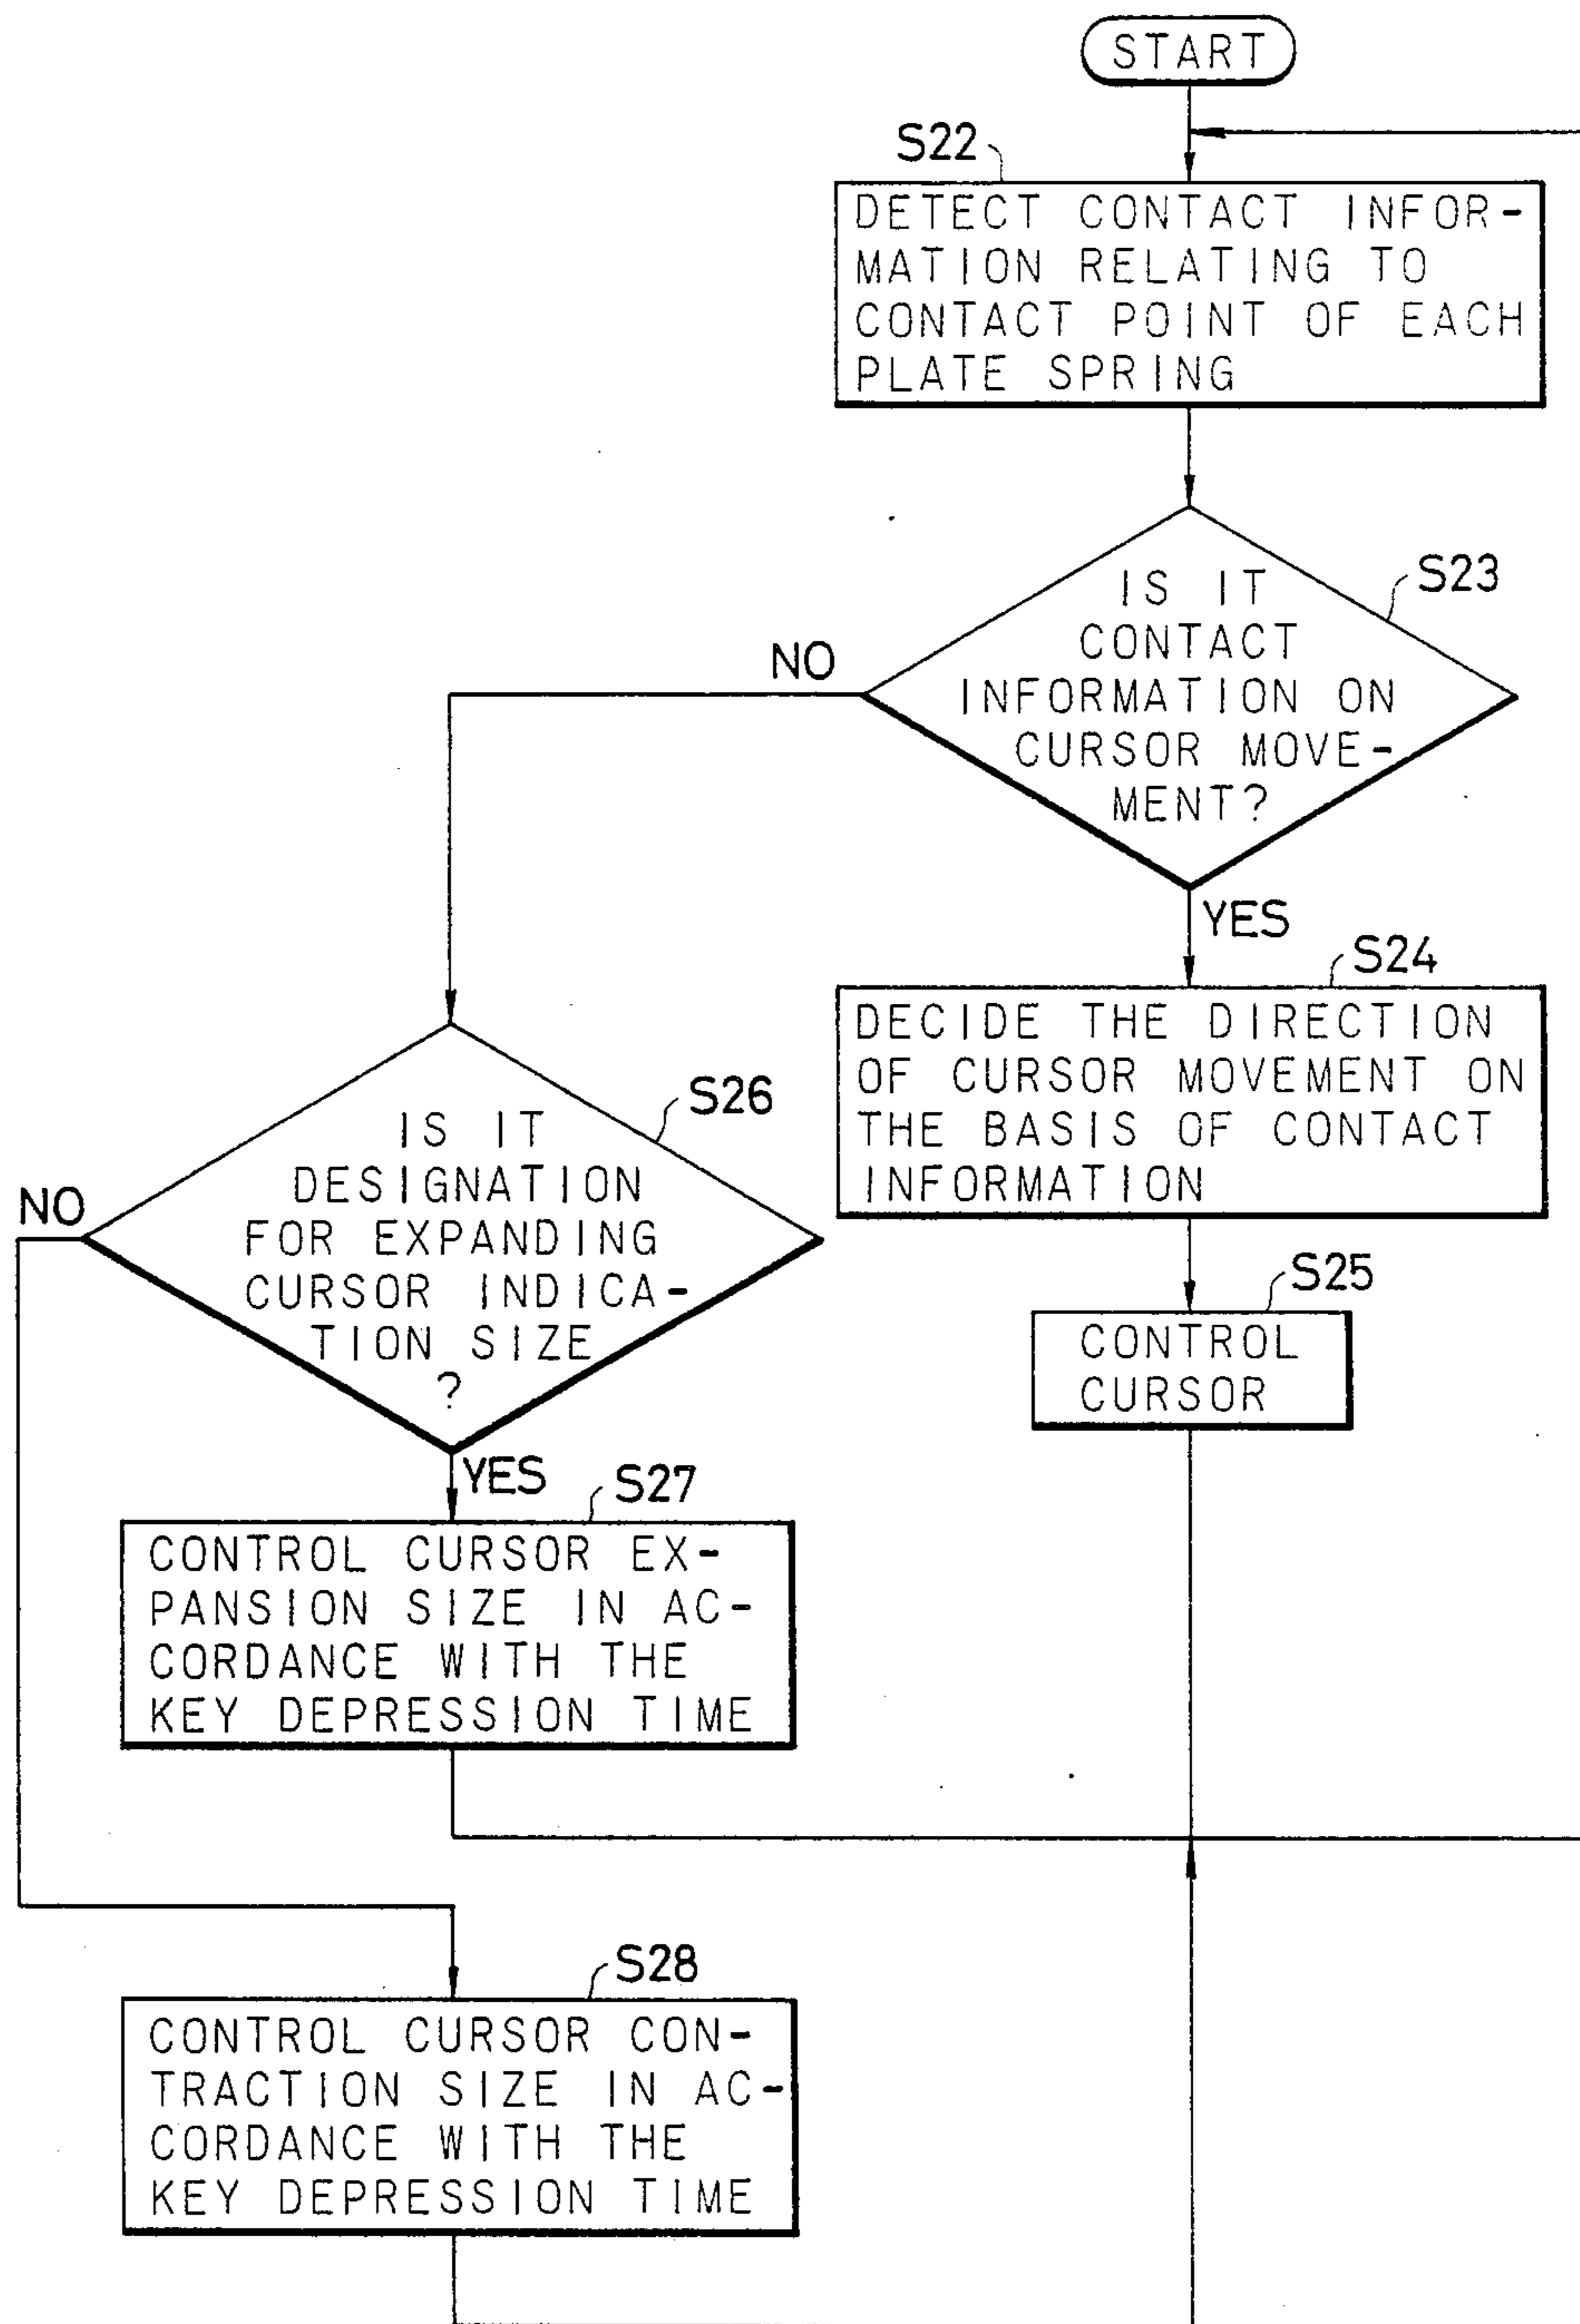 START
S22
DETECT CONTACT INFOR-
MATION RELATING TO
CONTACT POINT OF EACH
PLATE SPRING
S23
IS IT
CONTACT
INFORMATION ON
CURSOR MOVE-
MENT?
NO
YES
S24
DECIDE THE DIRECTION
OF CURSOR MOVEMENT ON
THE BASIS OF CONTACT
INFORMATION
S25
CONTROL
CURSOR
S26
IS IT
DESIGNATION
FOR EXPANDING
CURSOR INDICA-
TION SIZE
?
NO
YES
S27
CONTROL CURSOR EX-
PANSION SIZE IN AC-
CORDANCE WITH THE
KEY DEPRESSION TIME
S28
CONTROL CURSOR CON-
TRACTION SIZE IN AC-
CORDANCE WITH THE
KEY DEPRESSION TIME